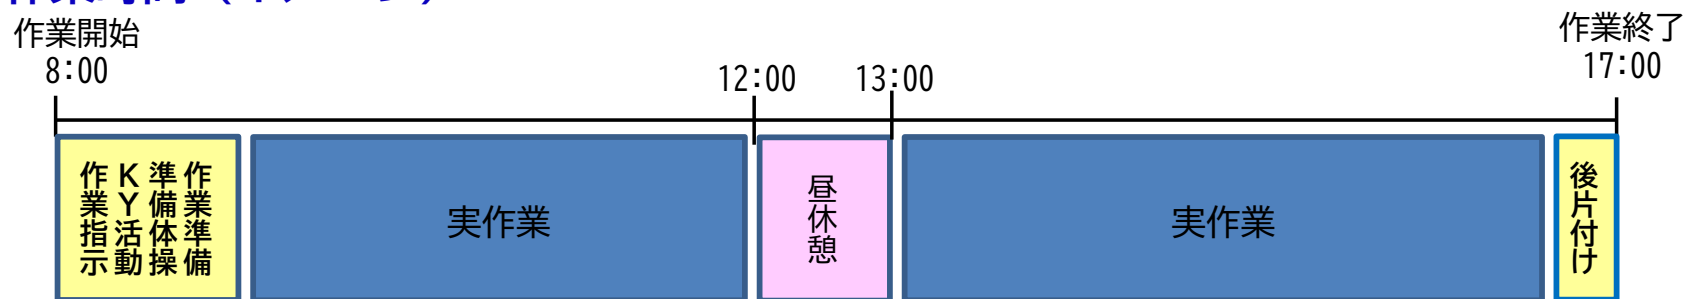 作業開始
8:00
12:00
13:00
作業終了
17:00
作業準備
準備体操
KY活動
作業指示
実作業
昼休憩
実作業
後片付け